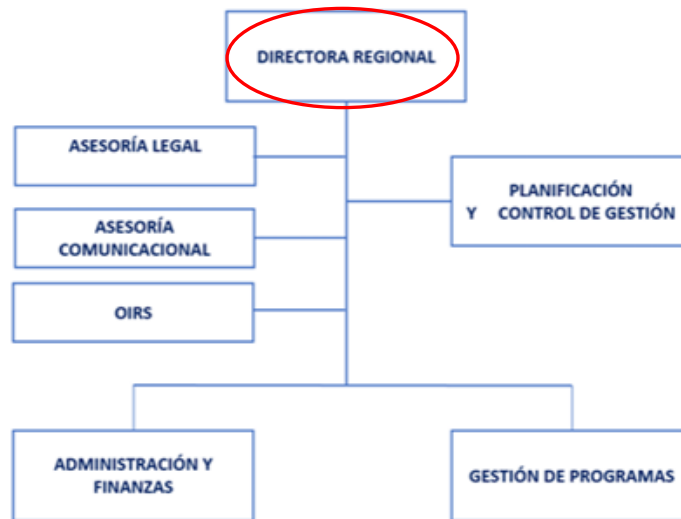 DIRECTORA REGIONAL
ASESORÍA LEGAL
PLANIFICACIÓN
Y CONTROL DE GESTIÓN
ASESORÍA
COMUNICACIONAL
OIRS
ADMINISTRACIÓN Y
FINANZAS
GESTIÓN DE PROGRAMAS